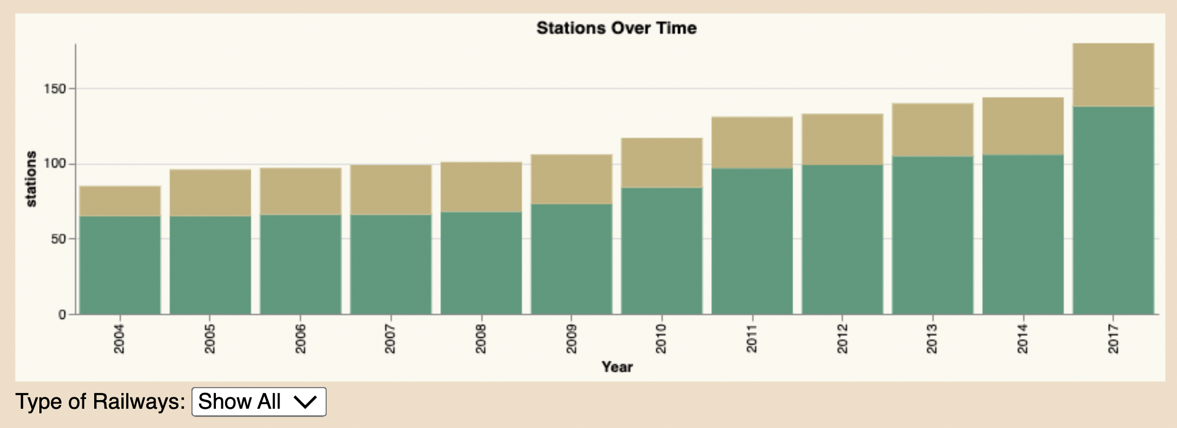 Stations Over Time
stations
150
100
50
0
2004 2005 2006 2007 2008 2009 2010 2011 2012 2013 2014 2017
Year
Type of Railways: Show All